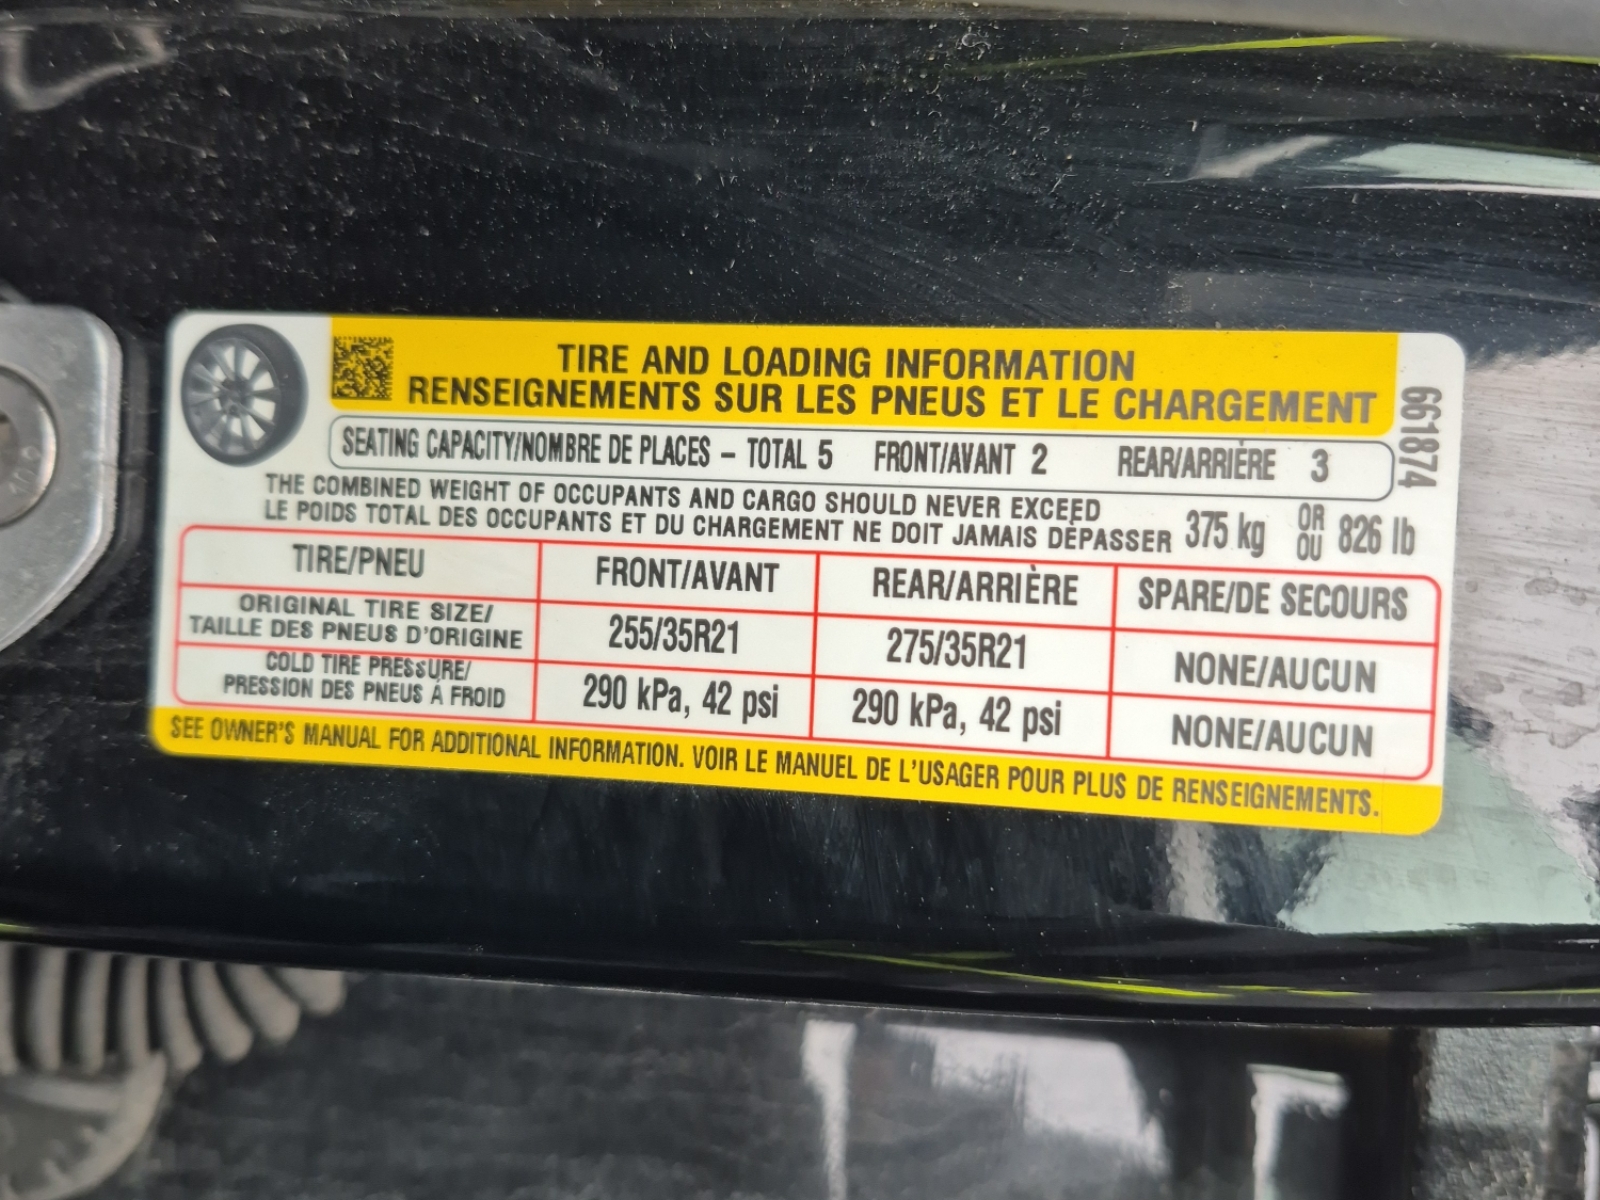 TIRE AND LOADING INFORMATION
RENSEIGNEMENTS SUR LES PNEUS ET LE CHARGEMENT
661874
SEATING CAPACITY/NOMBRE DE PLACES – TOTAL 5 FRONT/AVANT 2 REAR/ARRIÈRE 3
THE COMBINED WEIGHT OF OCCUPANTS AND CARGO SHOULD NEVER EXCEED
LE POIDS TOTAL DES OCCUPANTS ET DU CHARGEMENT NE DOIT JAMAIS DÉPASSER
375 kg OR OU 826 lb
TIRE/PNEU FRONT/AVANT REAR/ARRIÈRE SPARE/DE SECOURS
ORIGINAL TIRE SIZE/
TAILLE DES PNEUS D'ORIGINE
255/35R21 275/35R21 NONE/AUCUN
COLD TIRE PRESSURE/
PRESSION DES PNEUS À FROID
290 kPa, 42 psi 290 kPa, 42 psi NONE/AUCUN
SEE OWNER'S MANUAL FOR ADDITIONAL INFORMATION. VOIR LE MANUEL DE L'USAGER POUR PLUS DE RENSEIGNEMENTS.